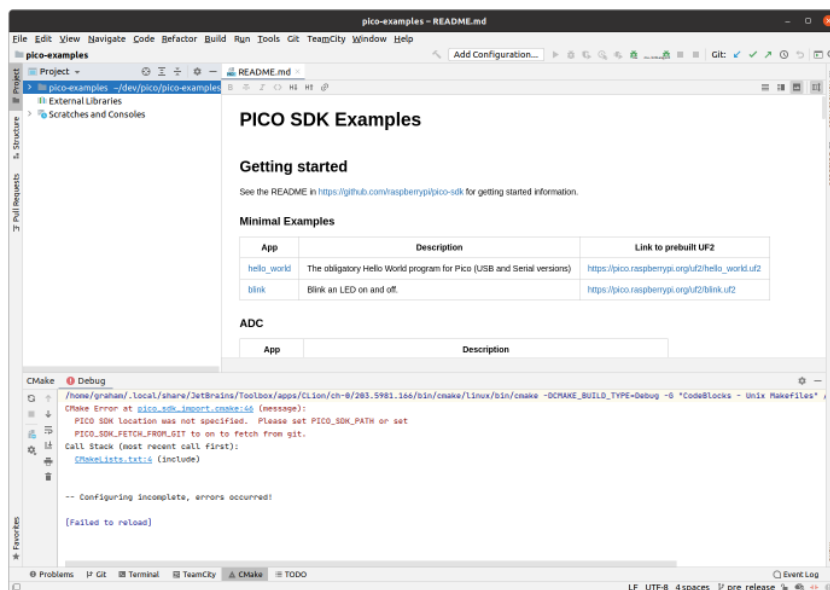 pico-examples – README.md
File Edit View Navigate Code Refactor Build Run Tools Git TeamCity Window Help
pico-examples
Add Configuration...
Git:
Project
README.md
pico-examples ~/dev/pico/pico-examples
External Libraries
Scratches and Consoles
Project
Structure
Pull Requests
Favorites
PICO SDK Examples
Getting started
See the README in https://github.com/raspberrypi/pico-sdk for getting started information.
Minimal Examples
App Description Link to prebuilt UF2
hello_world The obligatory Hello World program for Pico (USB and Serial versions) https://pico.raspberrypi.org/uf2/hello_world.uf2
blink Blink an LED on and off. https://pico.raspberrypi.org/uf2/blink.uf2
ADC
App Description
CMake Debug
/home/graham/.local/share/JetBrains/Toolbox/apps/CLion/ch-0/203.5981.166/bin/cmake/linux/bin/cmake -DCMAKE_BUILD_TYPE=Debug -G "CodeBlocks - Unix Makefiles" /
CMake Error at pico_sdk_import.cmake:46 (message):
PICO SDK location was not specified. Please set PICO_SDK_PATH or set
PICO_SDK_FETCH_FROM_GIT to on to fetch from git.
Call Stack (most recent call first):
CMakeLists.txt:4 (include)
-- Configuring incomplete, errors occurred!
[Failed to reload]
Problems Git Terminal TeamCity CMake TODO Event Log
LF UTF-8 4 spaces pre_release